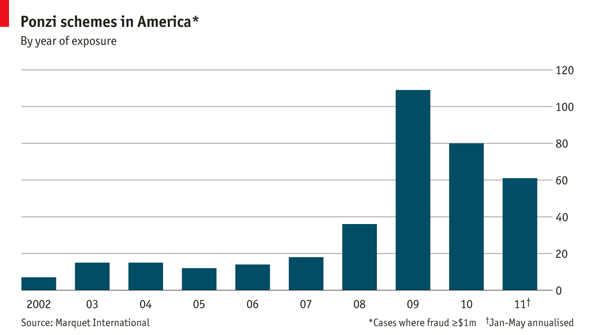 Ponzi schemes in America*
By year of exposure
120
100
80
60
40
20
0
2002 03 04 05 06 07 08 09 10 11†
Source: Marquet International *Cases where fraud ≥$1m †Jan-May annualised